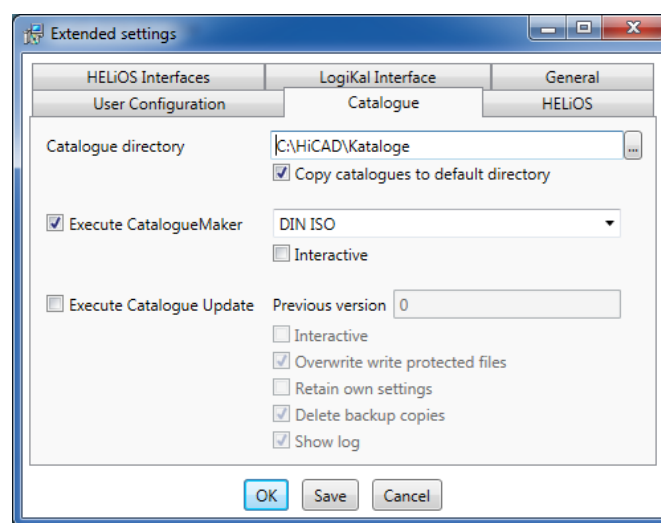 Extended settings
HELiOS Interfaces LogiKal Interface General
User Configuration Catalogue HELiOS
Catalogue directory C:\HiCAD\Kataloge ...
Copy catalogues to default directory
Execute CatalogueMaker DIN ISO
Interactive
Execute Catalogue Update Previous version 0
Interactive
Overwrite write protected files
Retain own settings
Delete backup copies
Show log
OK Save Cancel